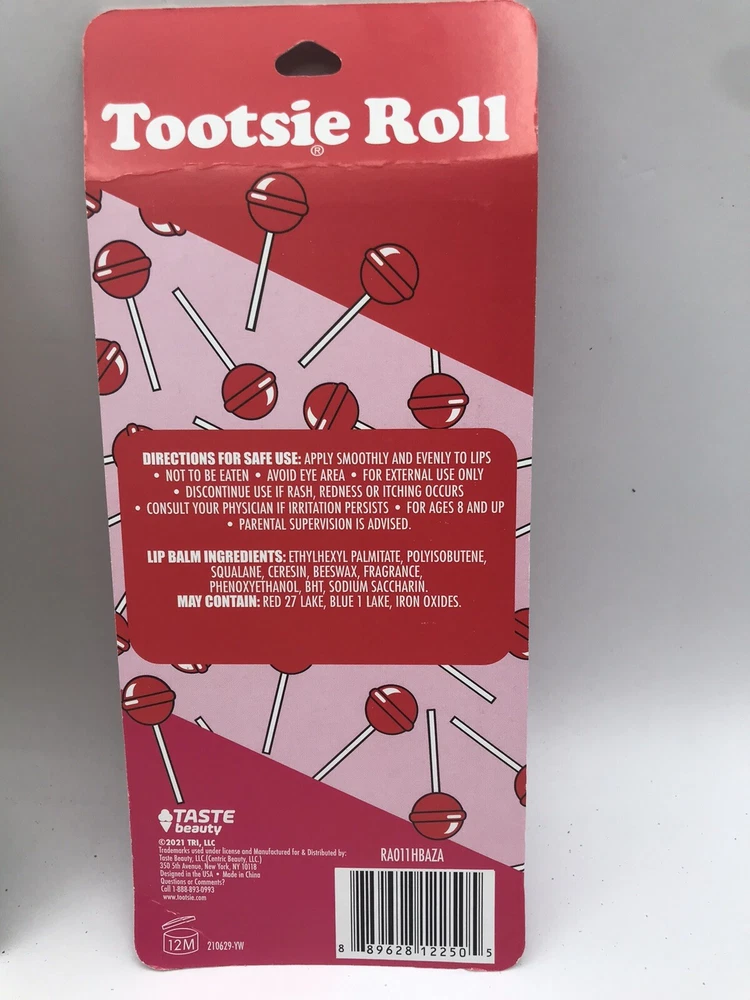 Tootsie Roll
®
DIRECTIONS FOR SAFE USE: APPLY SMOOTHLY AND EVENLY TO LIPS
• NOT TO BE EATEN • AVOID EYE AREA • FOR EXTERNAL USE ONLY
• DISCONTINUE USE IF RASH, REDNESS OR ITCHING OCCURS
• CONSULT YOUR PHYSICIAN IF IRRITATION PERSISTS • FOR AGES 8 AND UP
• PARENTAL SUPERVISION IS ADVISED.
LIP BALM INGREDIENTS: ETHYLHEXYL PALMITATE, POLYISOBUTENE,
SQUALANE, CERESIN, BEESWAX, FRAGRANCE,
PHENOXYETHANOL, BHT, SODIUM SACCHARIN.
MAY CONTAIN: RED 27 LAKE, BLUE 1 LAKE, IRON OXIDES.
TASTE
beauty
©2021 TRI, LLC
Trademarks used under license and Manufactured for & Distributed by:
Taste Beauty, LLC.(Centric Beauty, LLC.)
350 5th Avenue, New York, NY 10118
Designed in the USA • Made in China
Questions or Comments?
Call 1-888-893-0993
www.tastebeauty.com
12M
210629-YW
RA011HBAZA
8 89628 12250 5